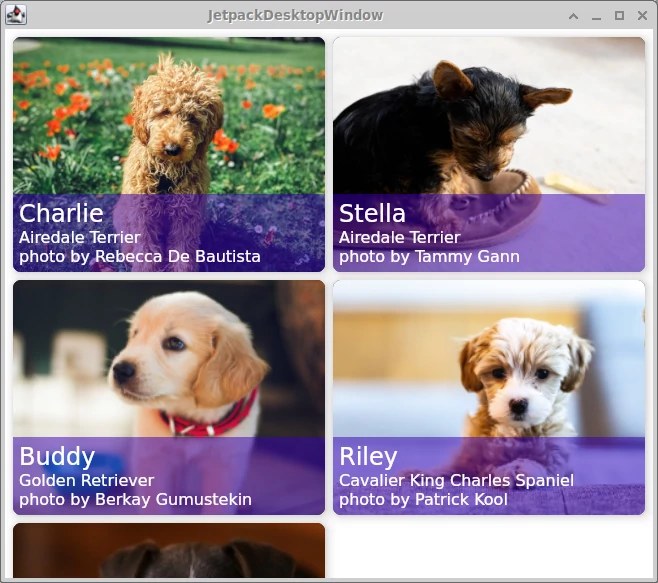 JetpackDesktopWindow
Charlie
Airedale Terrier
photo by Rebecca De Bautista
Stella
Airedale Terrier
photo by Tammy Gann
Buddy
Golden Retriever
photo by Berkay Gumustekin
Riley
Cavalier King Charles Spaniel
photo by Patrick Kool